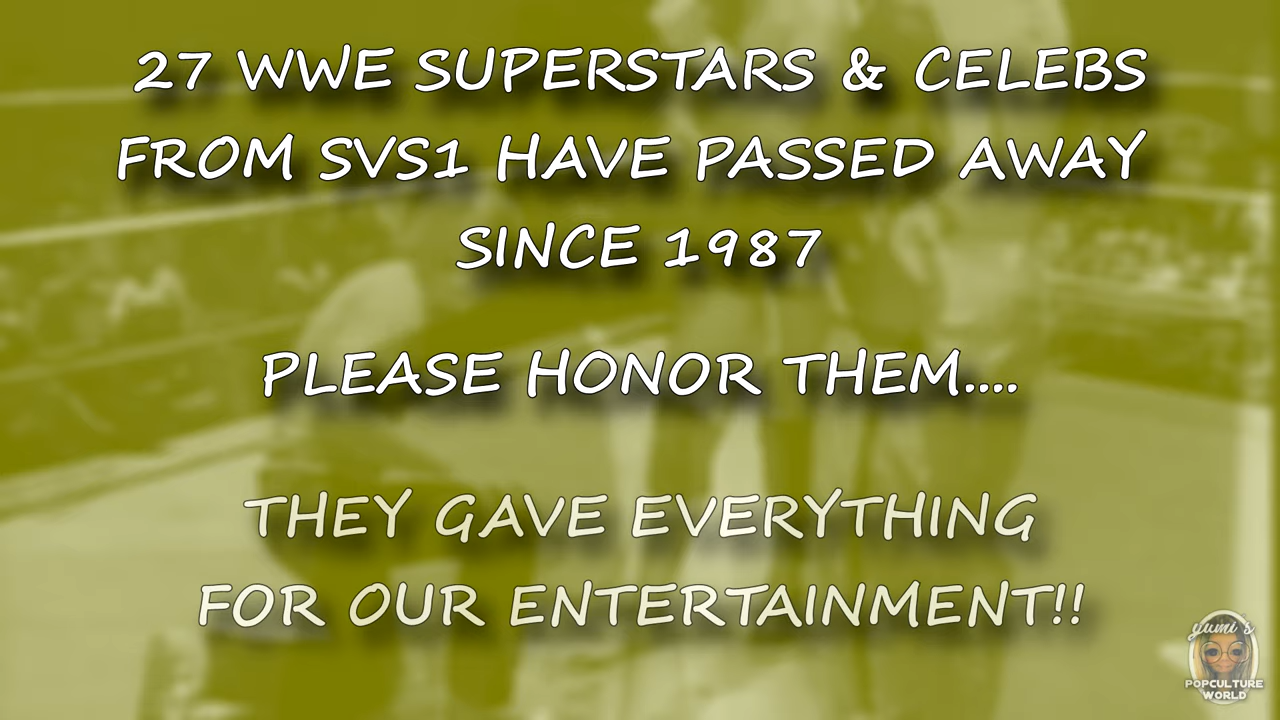 27 WWE SUPERSTARS & CELEBS
FROM SVS1 HAVE PASSED AWAY
SINCE 1987
PLEASE HONOR THEM....
THEY GAVE EVERYTHING
FOR OUR ENTERTAINMENT!!
yumi's
POPCULTURE
WORLD